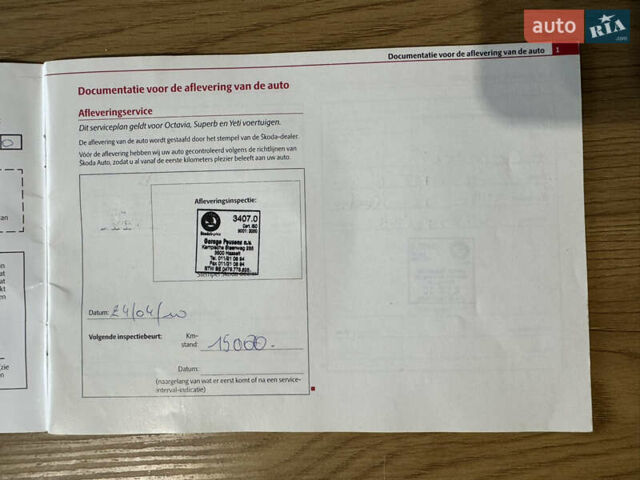 auto RIA .com
Documentatie voor de aflevering van de auto 1
Documentatie voor de aflevering van de auto
Afleveringservice
Dit serviceplan geldt voor Octavia, Superb en Yeti voertuigen.
De aflevering van de auto wordt gestaafd door het stempel van de Škoda-dealer.
Vóór de aflevering hebben wij uw auto gecontroleerd volgens de richtlijnen van
Skoda Auto, zodat u al vanaf de eerste kilometers plezier beleeft aan uw auto.
Afleveringsinspectie:
3407.0
Cert. ISO
Garage
3500 Hasselt
Datum: 24/04/
Volgende inspectiebeurt:
Km-
stand: 15000.
Datum:
(naargelang van wat er eerst komt of na een service-
interval-indicatie)